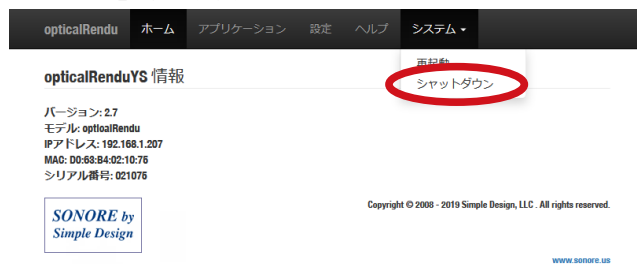 opticalRendu ホーム アプリケーション 設定 ヘルプ システム
再起動
シャットダウン
opticalRenduYS 情報
バージョン: 2.7
モデル: opticalRendu
IPアドレス: 192.168.1.207
MAC: D0:63:B4:02:10:75
シリアル番号: 021075
SONORE by
Simple Design
Copyright © 2008 - 2019 Simple Design, LLC . All rights reserved.
www.sonore.us